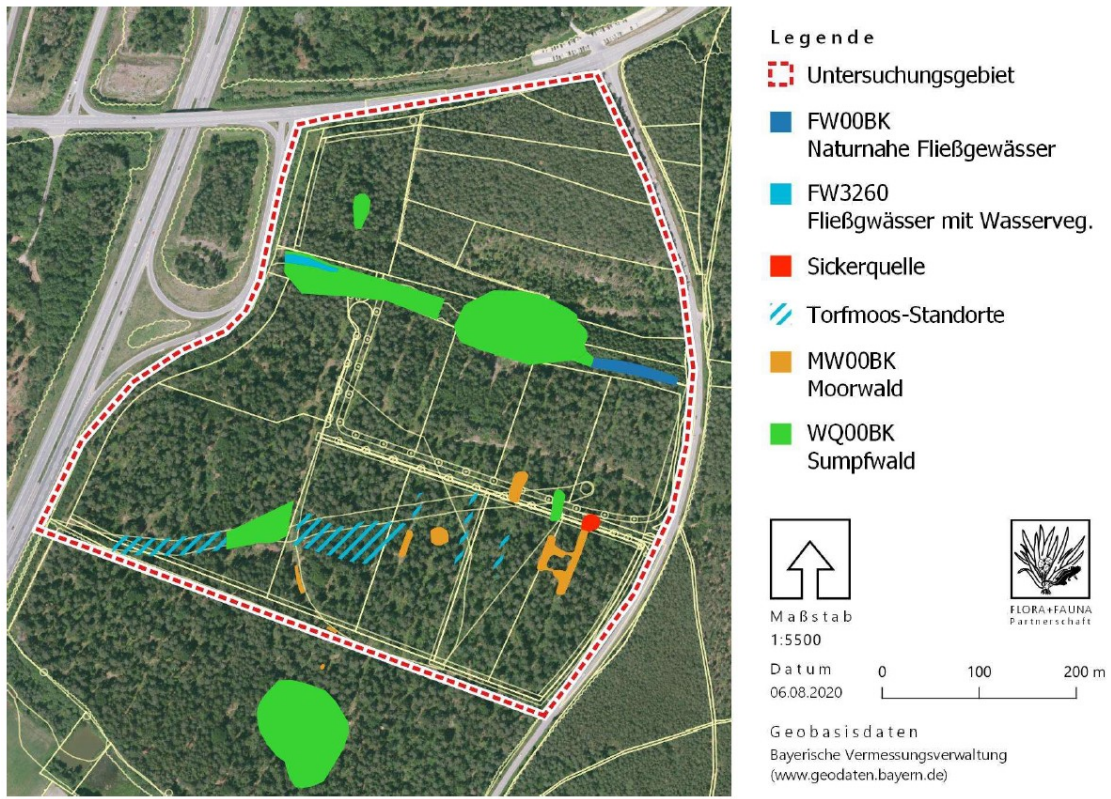 Legende
Untersuchungsgebiet
FW00BK
Naturnahe Fließgewässer
FW3260
Fließgwässer mit Wasserveg.
Sickerquelle
Torfmoos-Standorte
MW00BK
Moorwald
WQ00BK
Sumpfwald
Maßstab
1:5500
FLORA+FAUNA
Partnerschaft
Datum
06.08.2020
0 100 200 m
Geobasisdaten
Bayerische Vermessungsverwaltung
(www.geodaten.bayern.de)